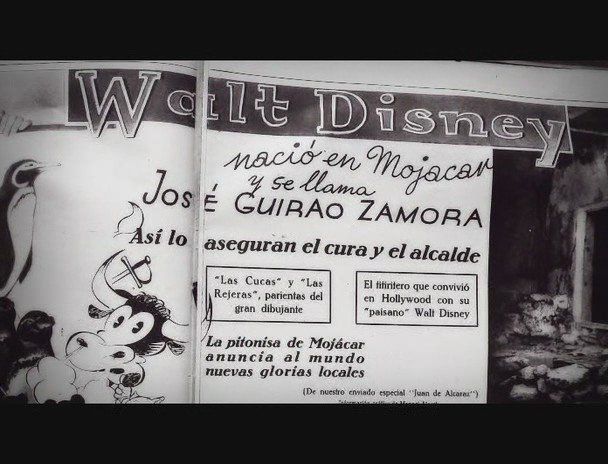 Walt Disney
nació en Mojacar
y se llama
JOSÉ GUIRAO ZAMORA
Así lo aseguran el cura y el alcalde
"Las Cucas" y "Las
Rejeras", parientas del
gran dibujante
El titiritero que convivió
en Hollywood con su
"paisano" Walt Disney
La pitonisa de Mojácar
anuncia al mundo
nuevas glorias locales
(De nuestro enviado especial "Juan de Alcaraz")